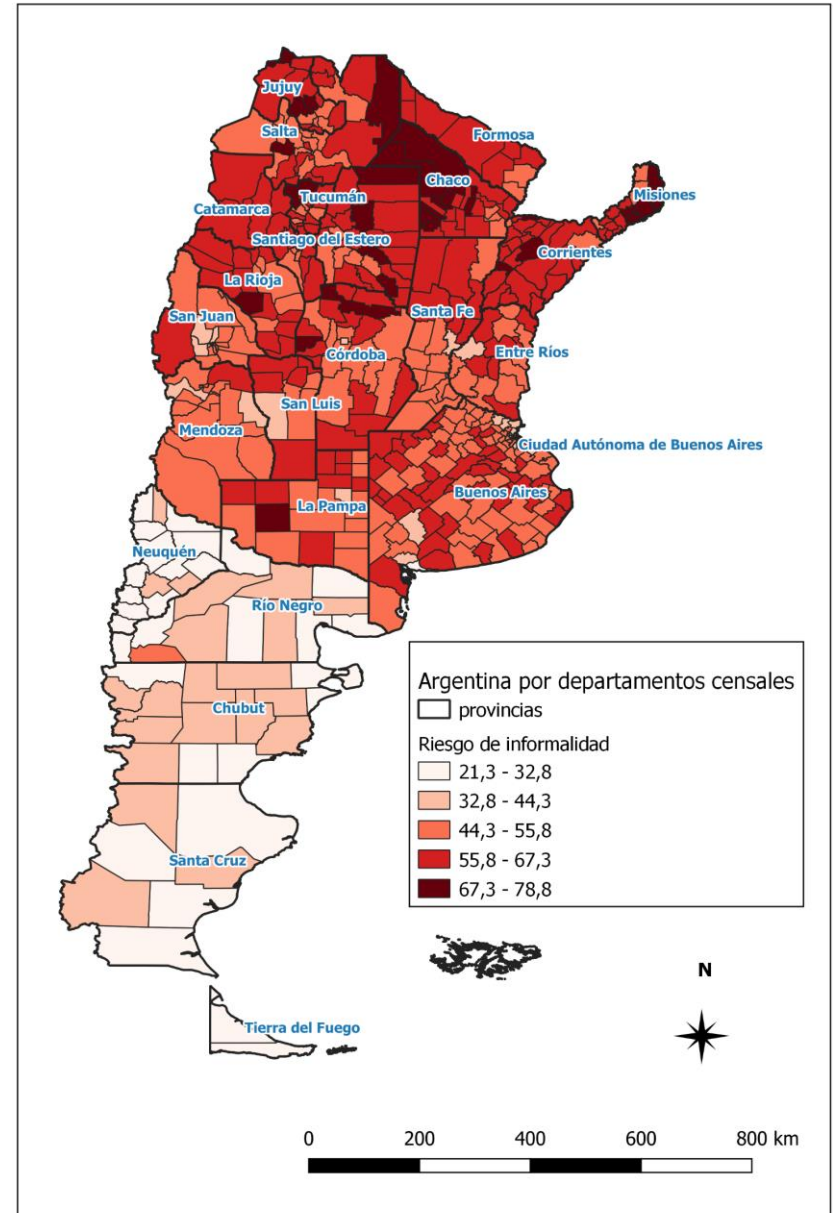 Jujuy
Salta
Formosa
Chaco
Misiones
Tucumán
Catamarca
Santiago del Estero
Corrientes
La Rioja
San Juan
Santa Fe
Córdoba
Entre Ríos
San Luis
Mendoza
Ciudad Autónoma de Buenos Aires
Buenos Aires
La Pampa
Neuquén
Río Negro
Chubut
Santa Cruz
Tierra del Fuego
Argentina por departamentos censales
provincias
Riesgo de informalidad
21,3 - 32,8
32,8 - 44,3
44,3 - 55,8
55,8 - 67,3
67,3 - 78,8
N
0 200 400 600 800 km